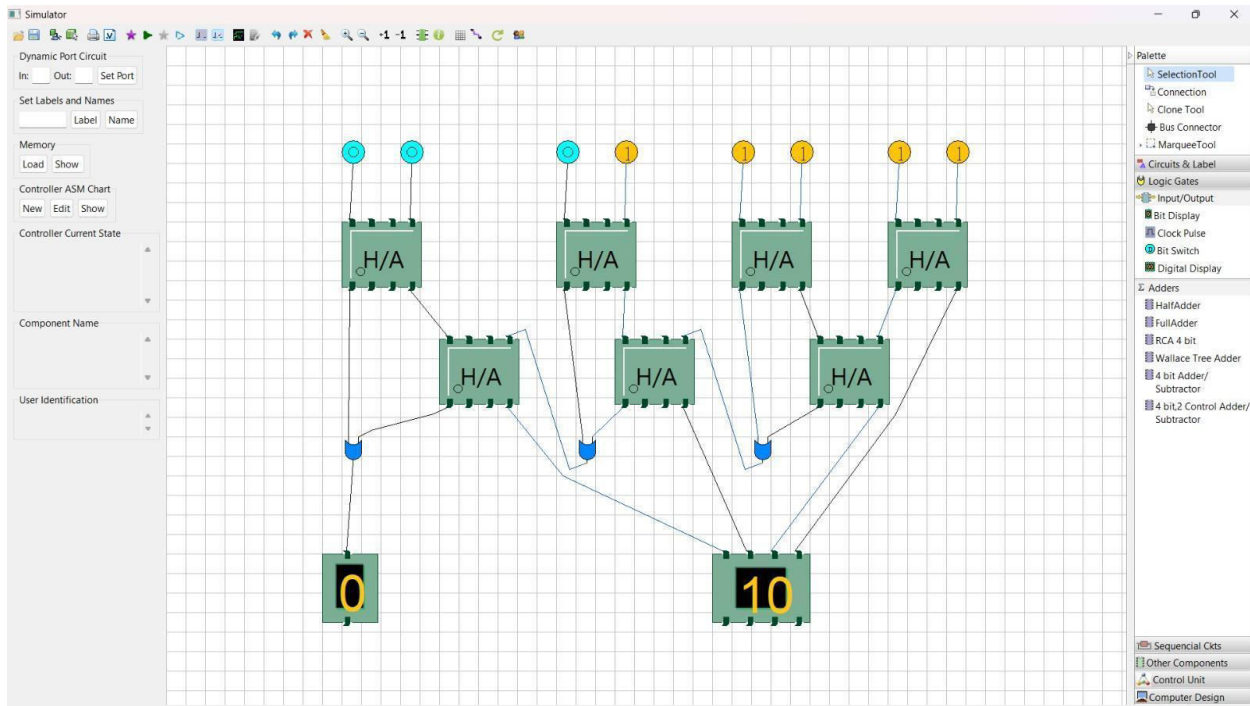 Simulator
+1 -1
Dynamic Port Circuit
In: Out: Set Port
Set Labels and Names
Label Name
Memory
Load Show
Controller ASM Chart
New Edit Show
Controller Current State
Component Name
User Identification
1 1 1 1 1
H/A H/A H/A H/A
H/A H/A H/A
0 10
Palette
SelectionTool
Connection
Clone Tool
Bus Connector
MarqueeTool
Circuits & Label
Logic Gates
Input/Output
Bit Display
Clock Pulse
Bit Switch
Digital Display
Σ Adders
HalfAdder
FullAdder
RCA 4 bit
Wallace Tree Adder
4 bit Adder/
Subtractor
4 bit,2 Control Adder/
Subtractor
Sequencial Ckts
Other Components
Control Unit
Computer Design